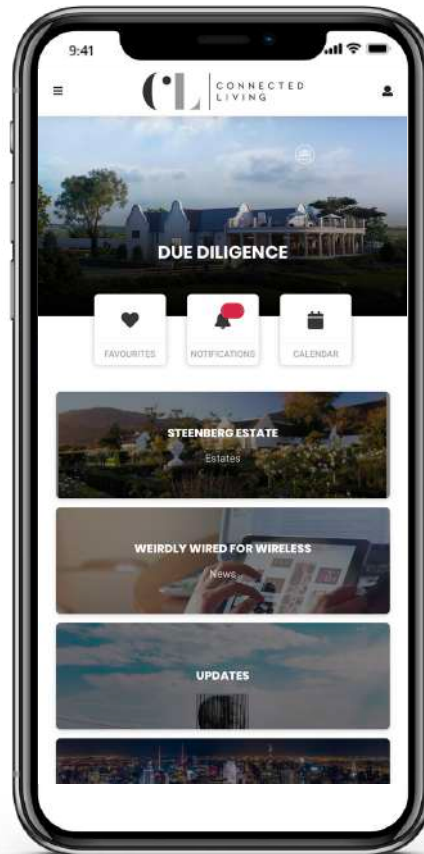 9:41
CL
CONNECTED
LIVING
DUE DILIGENCE
FAVOURITES
NOTIFICATIONS
CALENDAR
STEENBERG ESTATE
Estates
WEIRDLY WIRED FOR WIRELESS
News
UPDATES